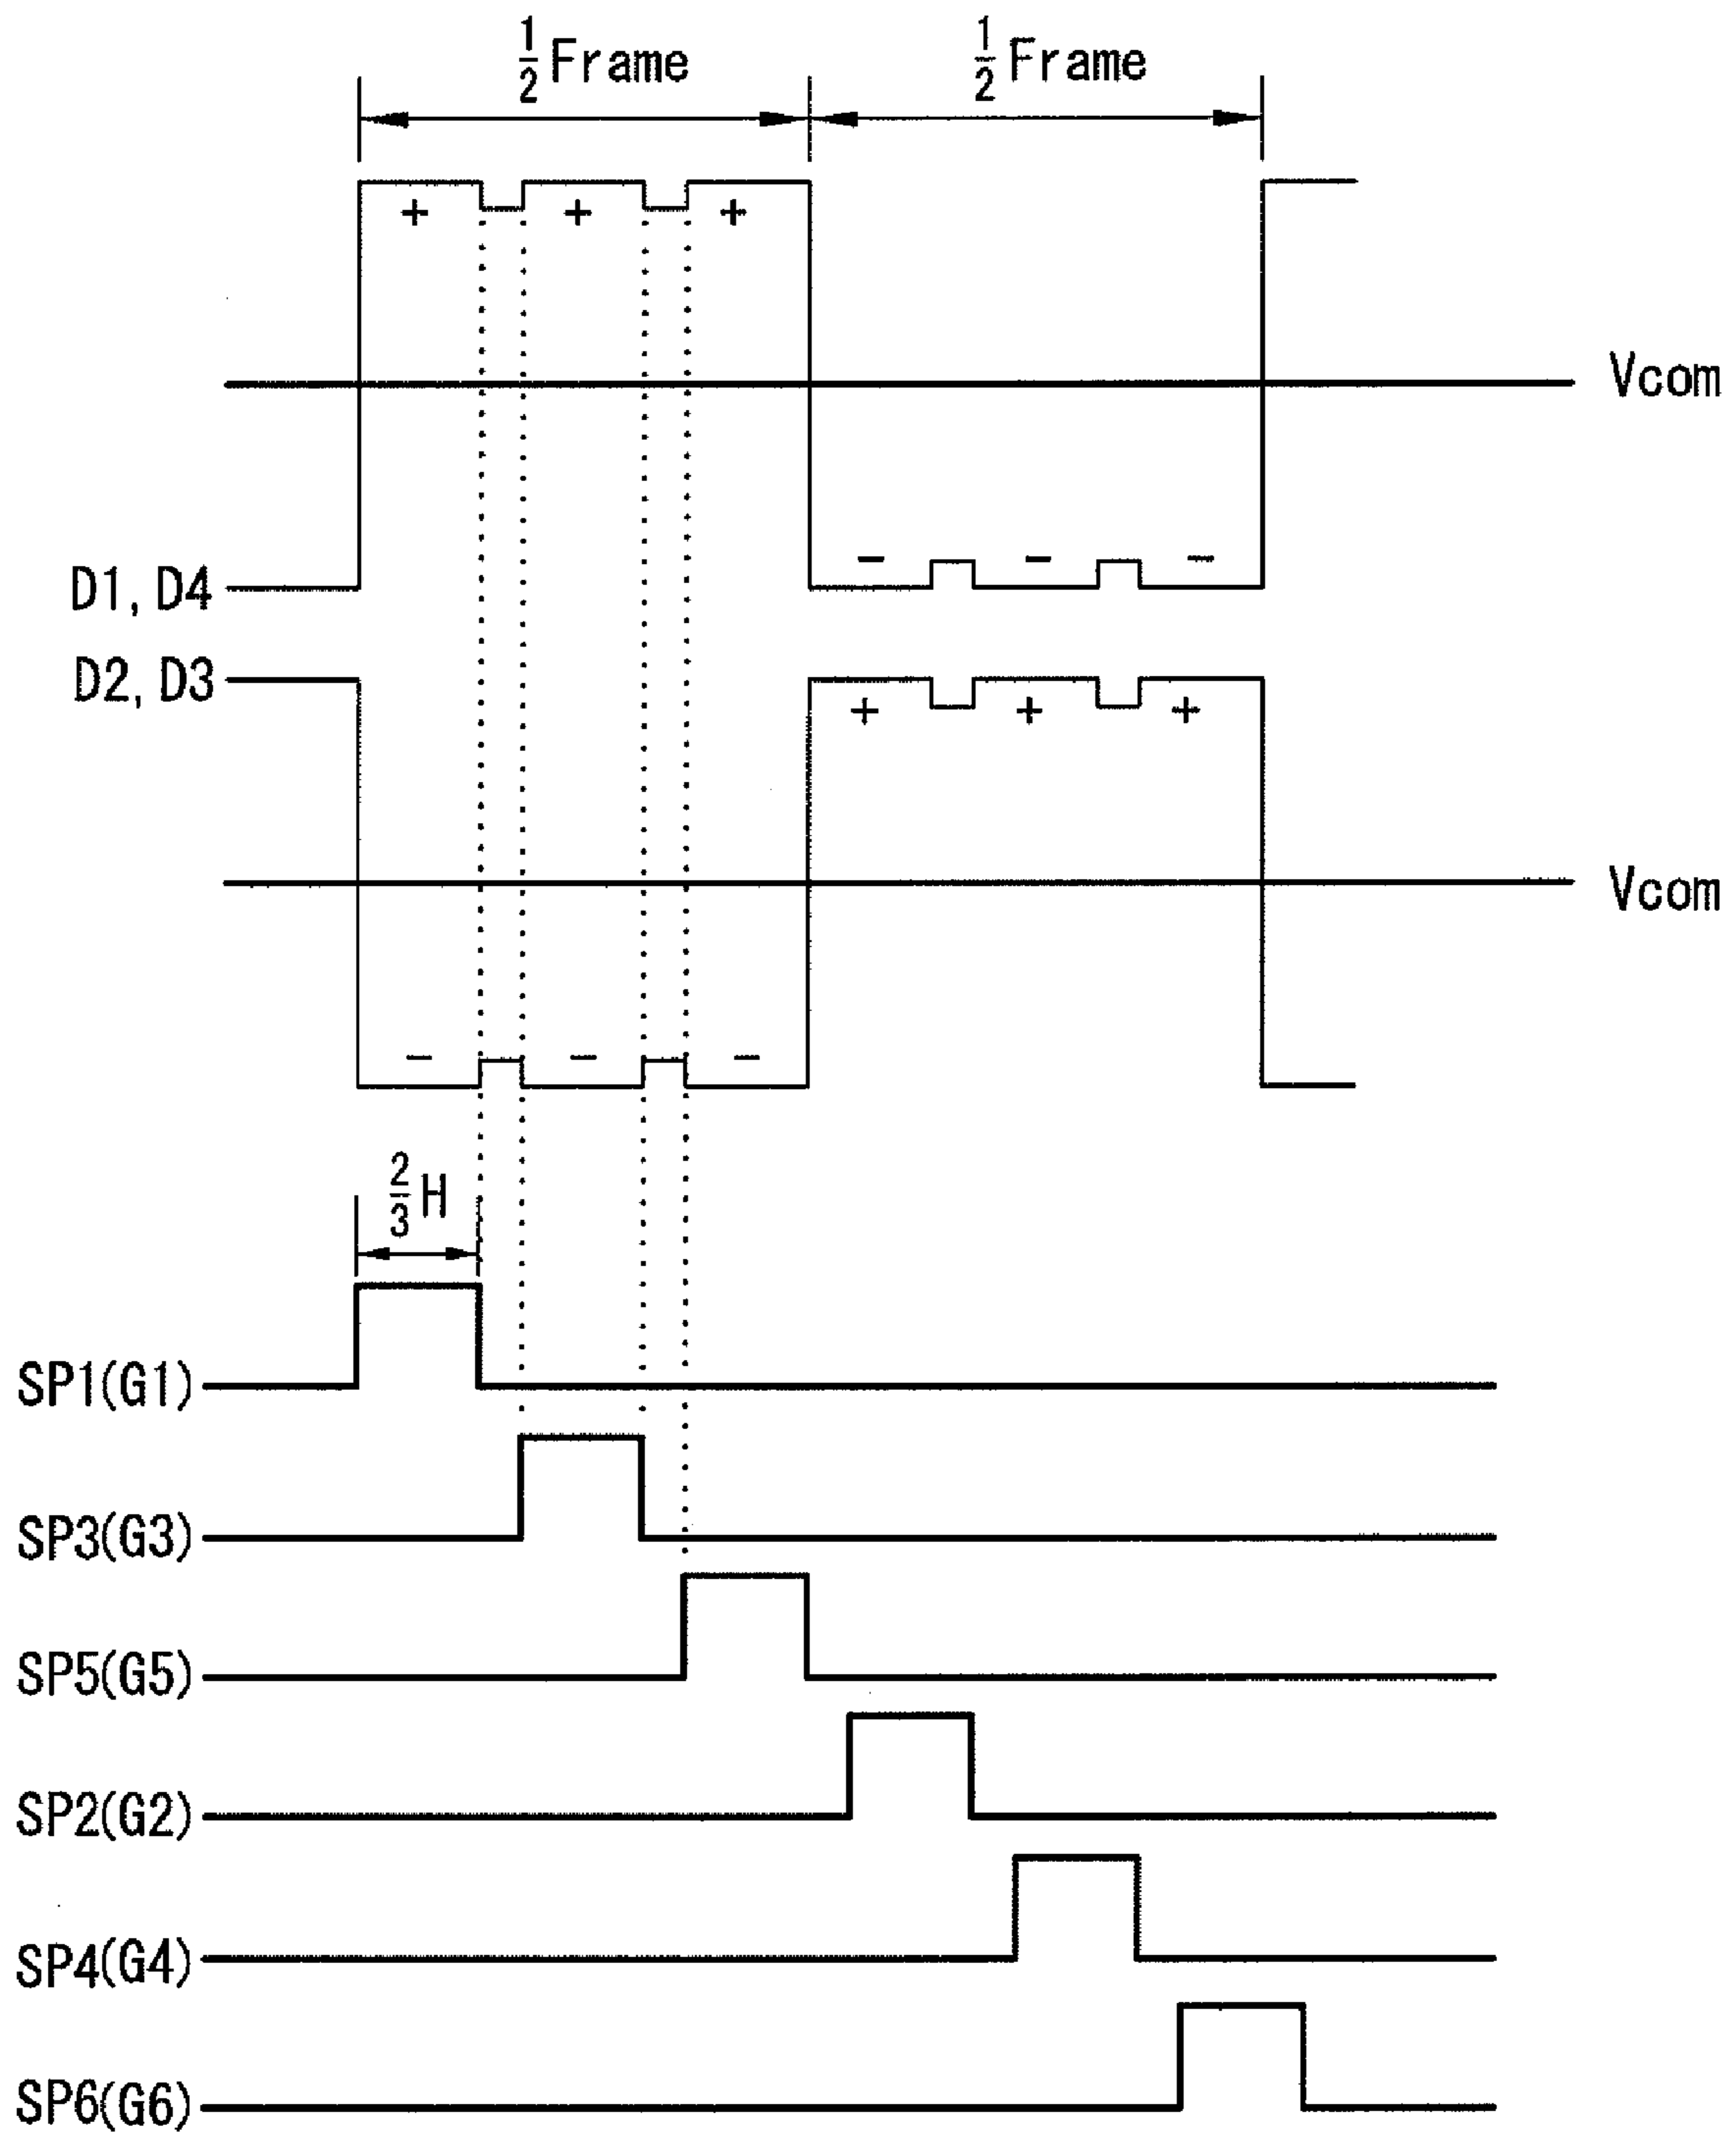 1/2 Frame 1/2 Frame
+ + +
Vcom
- - -
D1, D4
D2, D3
+ + +
Vcom
- - -
2/3 H
SP1(G1)
SP3(G3)
SP5(G5)
SP2(G2)
SP4(G4)
SP6(G6)